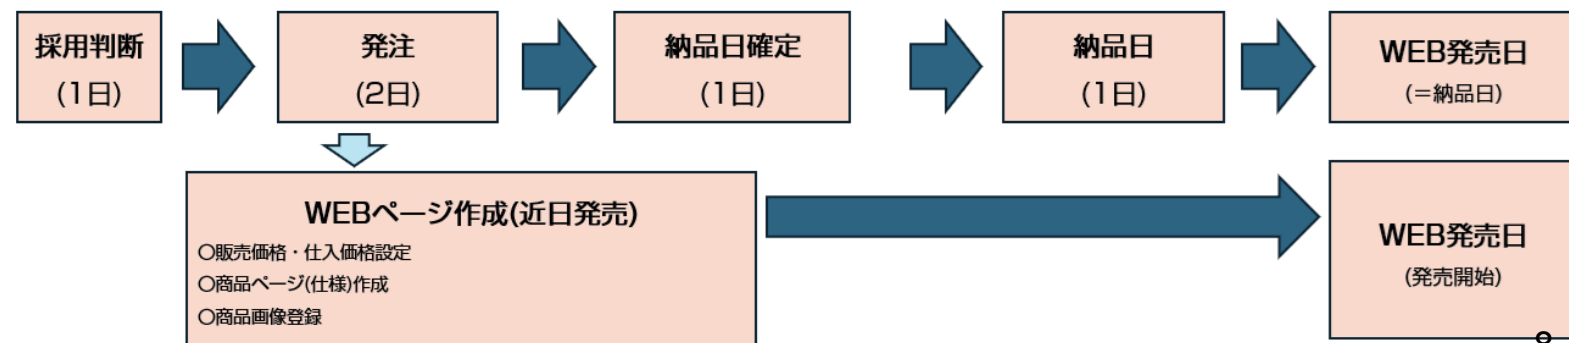 採用判断
(1日)
発注
(2日)
納品日確定
(1日)
納品日
(1日)
WEB発売日
(＝納品日)
WEBページ作成(近日発売)
〇販売価格・仕入価格設定
〇商品ページ(仕様)作成
〇商品画像登録
WEB発売日
(発売開始)